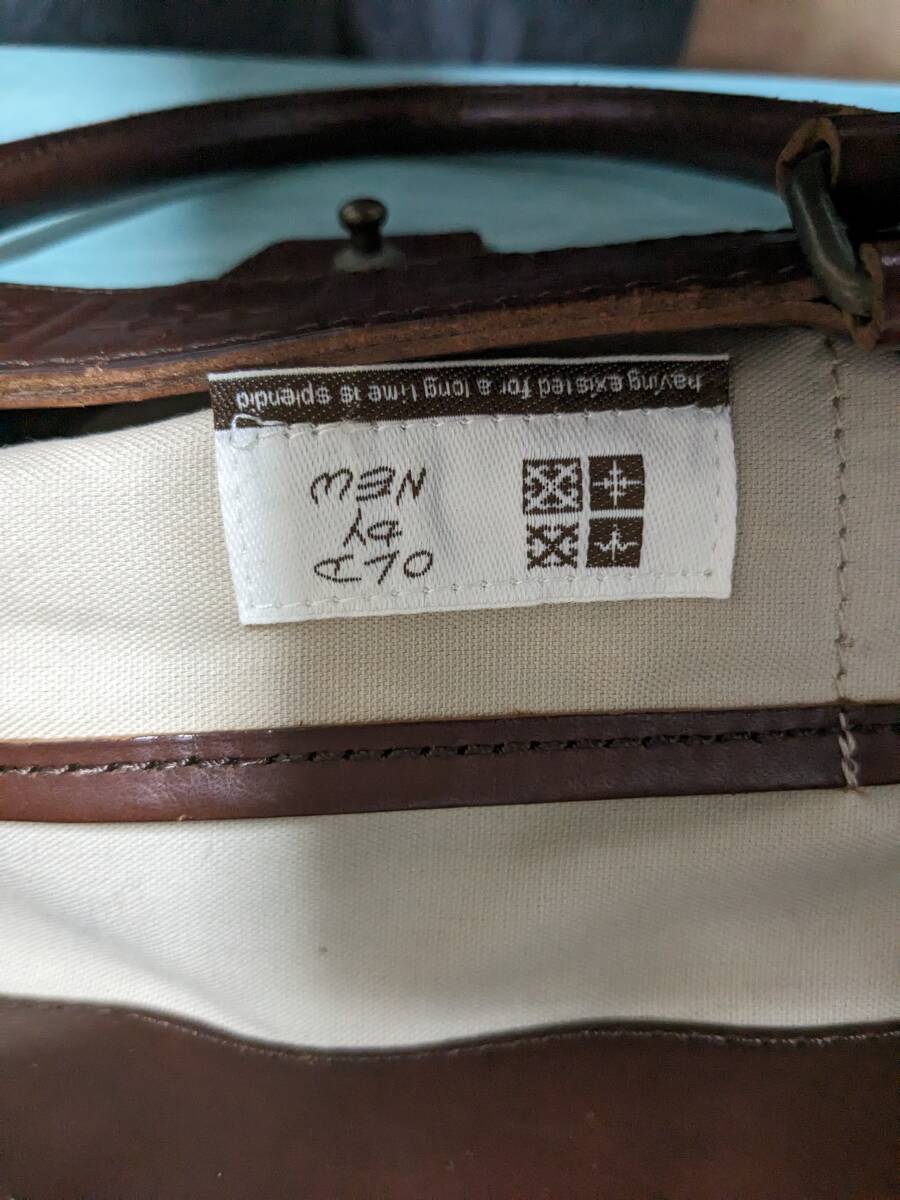 OLD
by
NEW
having existed for a long time is splendid